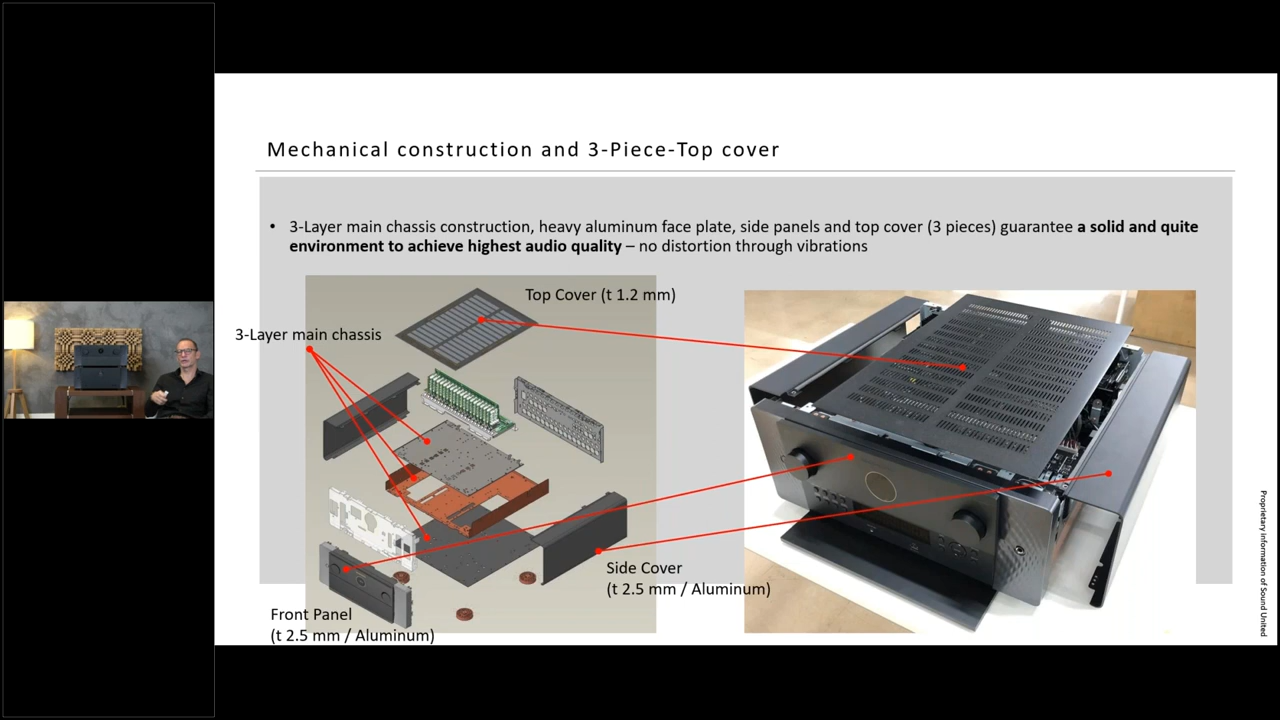 Mechanical construction and 3-Piece-Top cover
• 3-Layer main chassis construction, heavy aluminum face plate, side panels and top cover (3 pieces) guarantee a solid and quite
environment to achieve highest audio quality – no distortion through vibrations
Top Cover (t 1.2 mm)
3-Layer main chassis
Side Cover
(t 2.5 mm / Aluminum)
Front Panel
(t 2.5 mm / Aluminum)
Proprietary information of Sound United